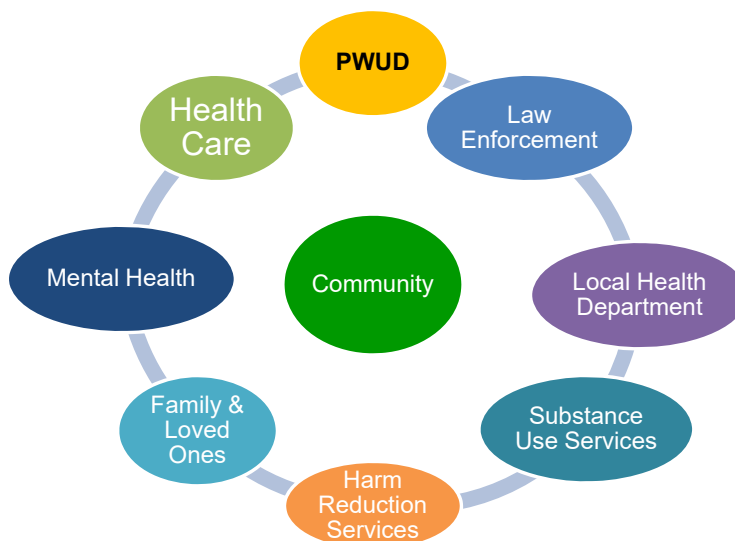 PWUD
Law
Enforcement
Local Health
Department
Substance
Use Services
Harm
Reduction
Services
Family &
Loved
Ones
Mental Health
Health
Care
Community